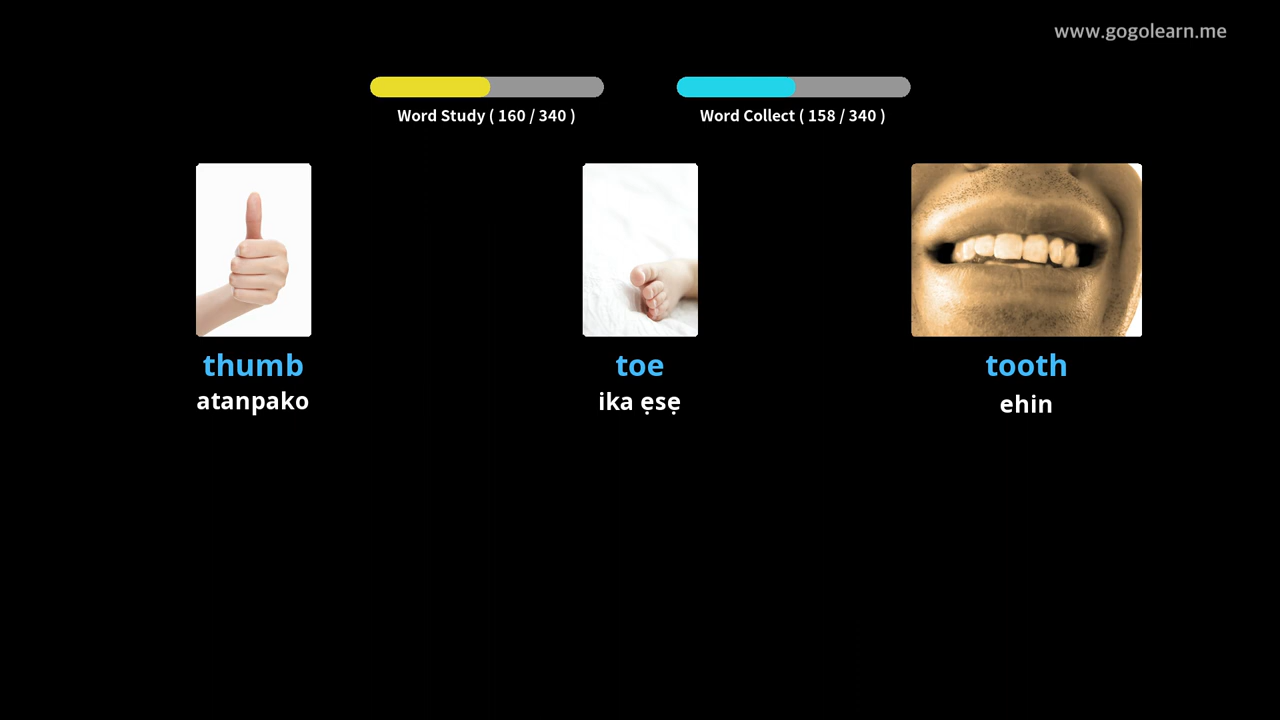 www.gogolearn.me
Word Study ( 160 / 340 )
Word Collect ( 158 / 340 )
thumb
atanpako
toe
ika ẹsẹ
tooth
ehin